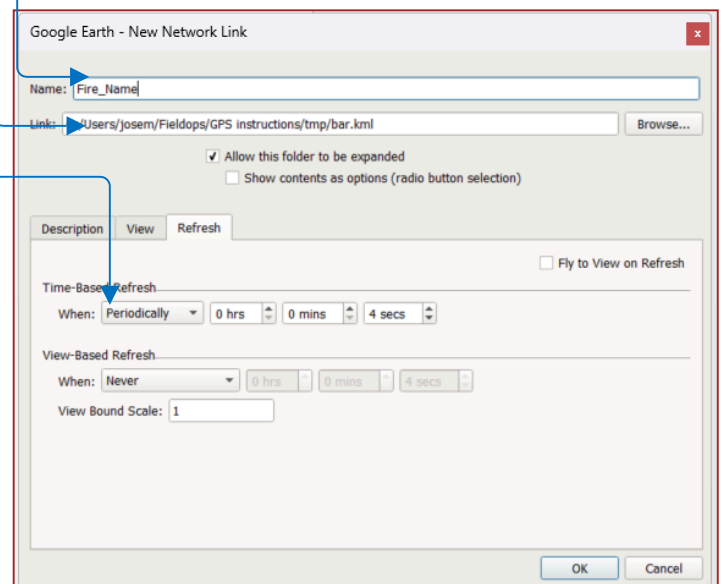 Google Earth - New Network Link
x
Name: Fire_Name
Link: /Users/josem/Fieldops/GPS instructions/tmp/bar.kml Browse...
Allow this folder to be expanded
Show contents as options (radio button selection)
Description View Refresh
Fly to View on Refresh
Time-Based Refresh
When: Periodically 0 hrs 0 mins 4 secs
View-Based Refresh
When: Never 0 hrs 0 mins 4 secs
View Bound Scale: 1
OK Cancel